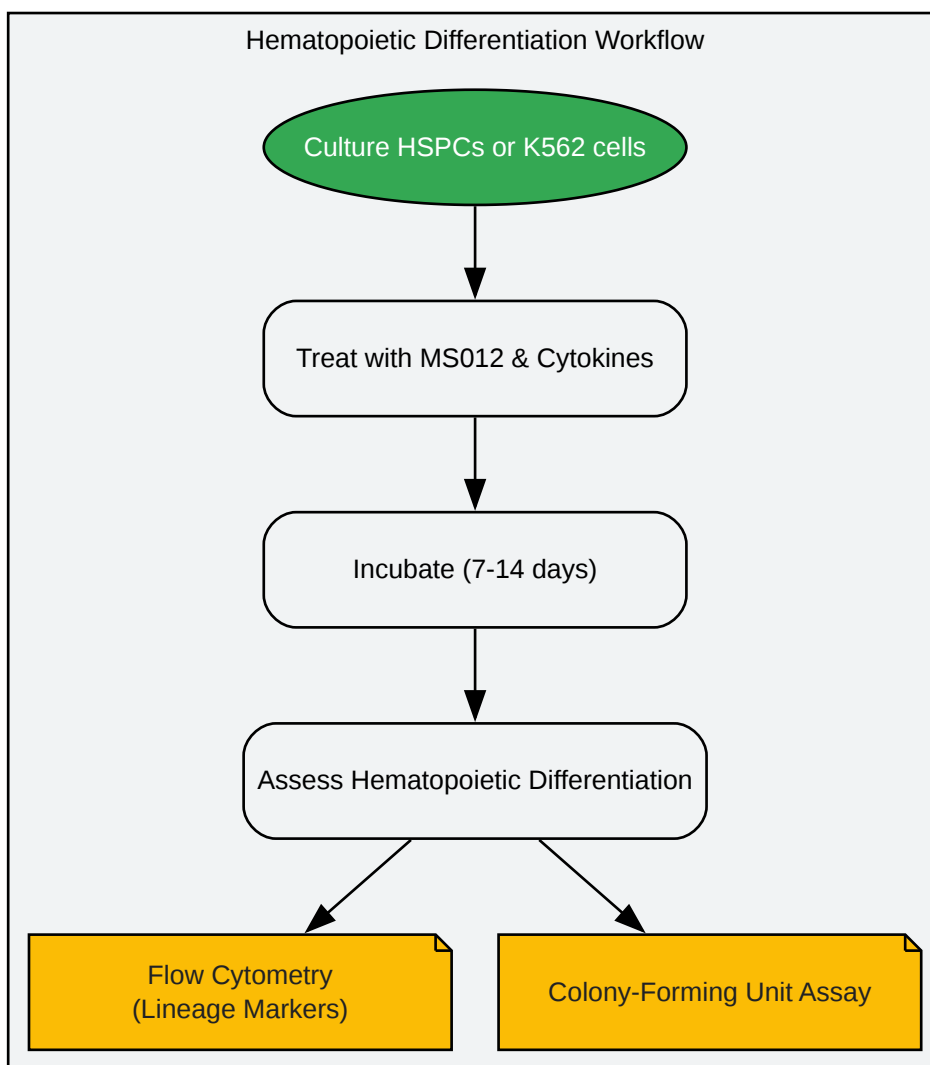 Hematopoietic Differentiation Workflow
Culture HSPCs or K562 cells
Treat with MS012 & Cytokines
Incubate (7-14 days)
Assess Hematopoietic Differentiation
Flow Cytometry
(Lineage Markers)
Colony-Forming Unit Assay